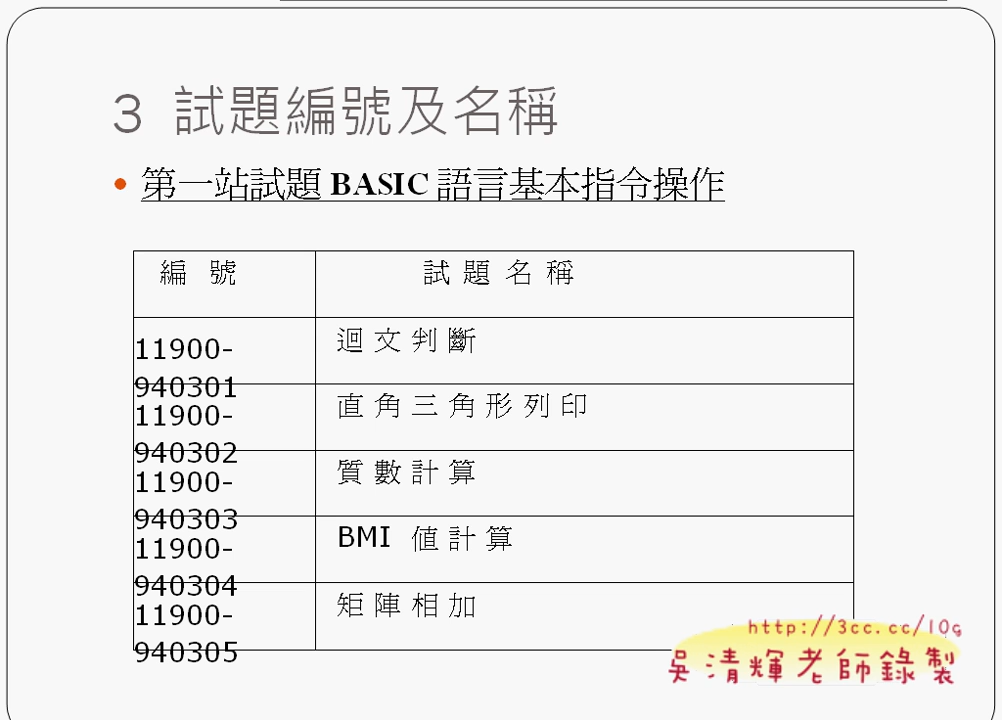 3 試題編號及名稱
第一站試題 BASIC 語言基本指令操作
編 號 試 題 名 稱
11900-
940301
迴 文 判 斷
11900-
940302
直 角 三 角 形 列 印
11900-
940303
質 數 計 算
11900-
940304
BMI 值 計 算
11900-
940305
矩 陣 相 加
http://3cc.cc/10g
吳清輝老師錄製